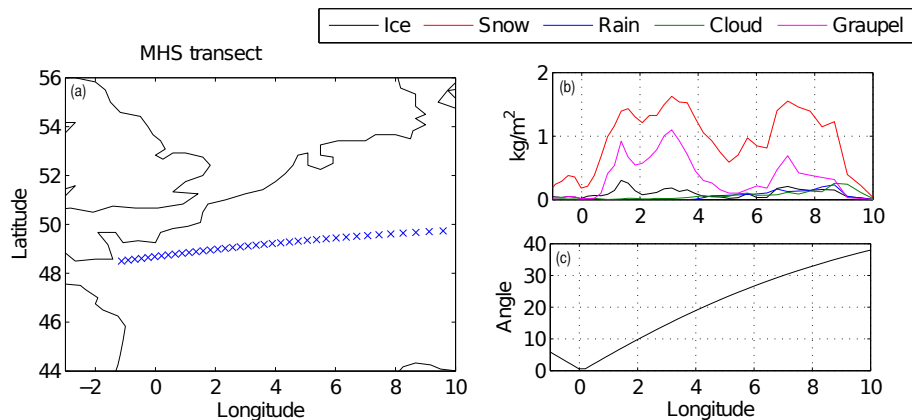 Ice Snow Rain Cloud Graupel
MHS transect
(a)
56
54
52
50
48
46
44
Latitude
−2 0 2 4 6 8 10
Longitude
(b)
2
1
0
kg/m²
0 2 4 6 8 10
(c)
40
30
20
10
0
Angle
0 2 4 6 8 10
Longitude